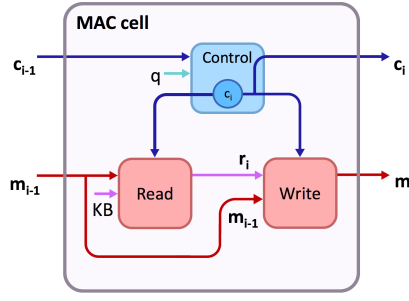 MAC cell
c_{i-1}
q
Control
c_i
c_i
m_{i-1}
KB
Read
r_i
m_{i-1}
Write
m